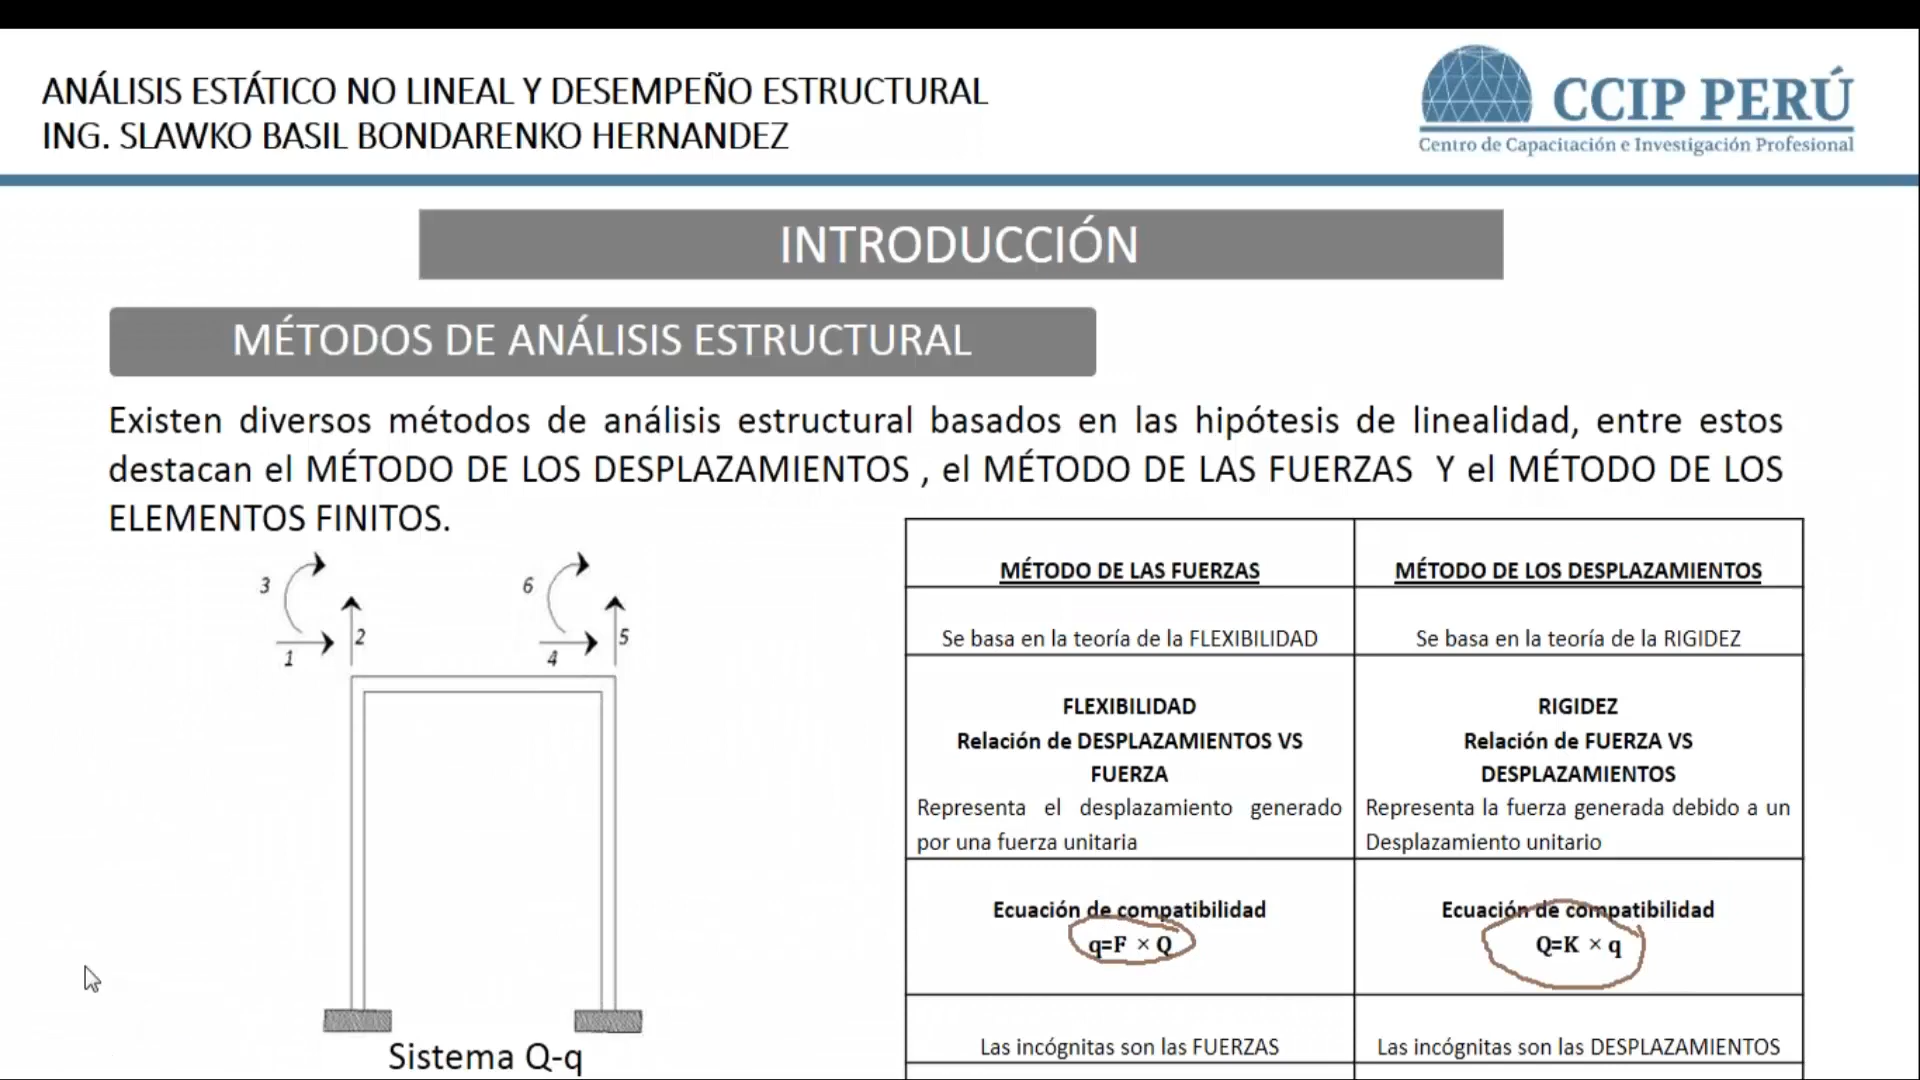 ANÁLISIS ESTÁTICO NO LINEAL Y DESEMPEÑO ESTRUCTURAL
ING. SLAWKO BASIL BONDARENKO HERNANDEZ
CCIP PERÚ
Centro de Capacitación e Investigación Profesional
INTRODUCCIÓN
MÉTODOS DE ANÁLISIS ESTRUCTURAL
Existen diversos métodos de análisis estructural basados en las hipótesis de linealidad, entre estos
destacan el MÉTODO DE LOS DESPLAZAMIENTOS , el MÉTODO DE LAS FUERZAS Y el MÉTODO DE LOS
ELEMENTOS FINITOS.
3
2
1
6
5
4
Sistema Q-q
MÉTODO DE LAS FUERZAS
MÉTODO DE LOS DESPLAZAMIENTOS
Se basa en la teoría de la FLEXIBILIDAD
Se basa en la teoría de la RIGIDEZ
FLEXIBILIDAD
Relación de DESPLAZAMIENTOS VS
FUERZA
Representa el desplazamiento generado
por una fuerza unitaria
RIGIDEZ
Relación de FUERZA VS
DESPLAZAMIENTOS
Representa la fuerza generada debido a un
Desplazamiento unitario
Ecuación de compatibilidad
q=F × Q
Ecuación de compatibilidad
Q=K × q
Las incógnitas son las FUERZAS
Las incógnitas son las DESPLAZAMIENTOS